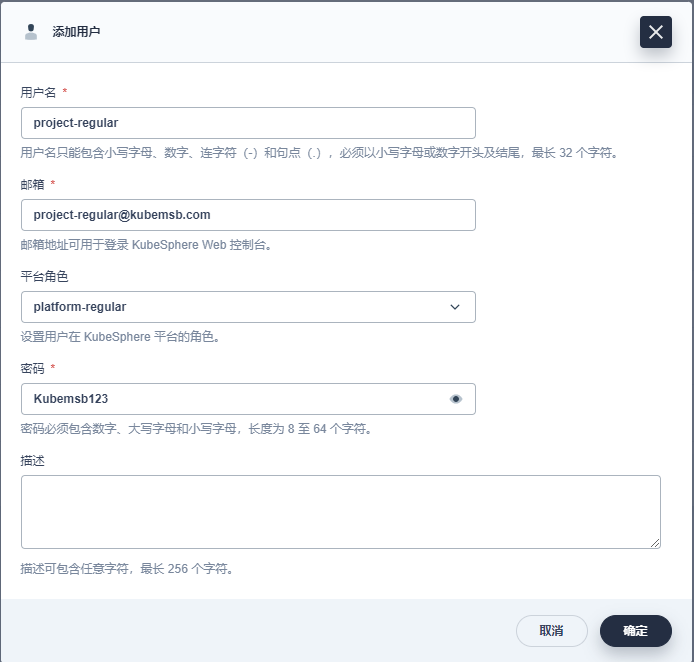 添加用户
用户名 *
project-regular
用户名只能包含小写字母、数字、连字符（-）和句点（.），必须以小写字母或数字开头及结尾，最长 32 个字符。
邮箱 *
project-regular@kubemsb.com
邮箱地址可用于登录 KubeSphere Web 控制台。
平台角色
platform-regular
设置用户在 KubeSphere 平台的角色。
密码 *
Kubemsb123
密码必须包含数字、大写字母和小写字母，长度为 8 至 64 个字符。
描述
描述可包含任意字符，最长 256 个字符。
取消
确定